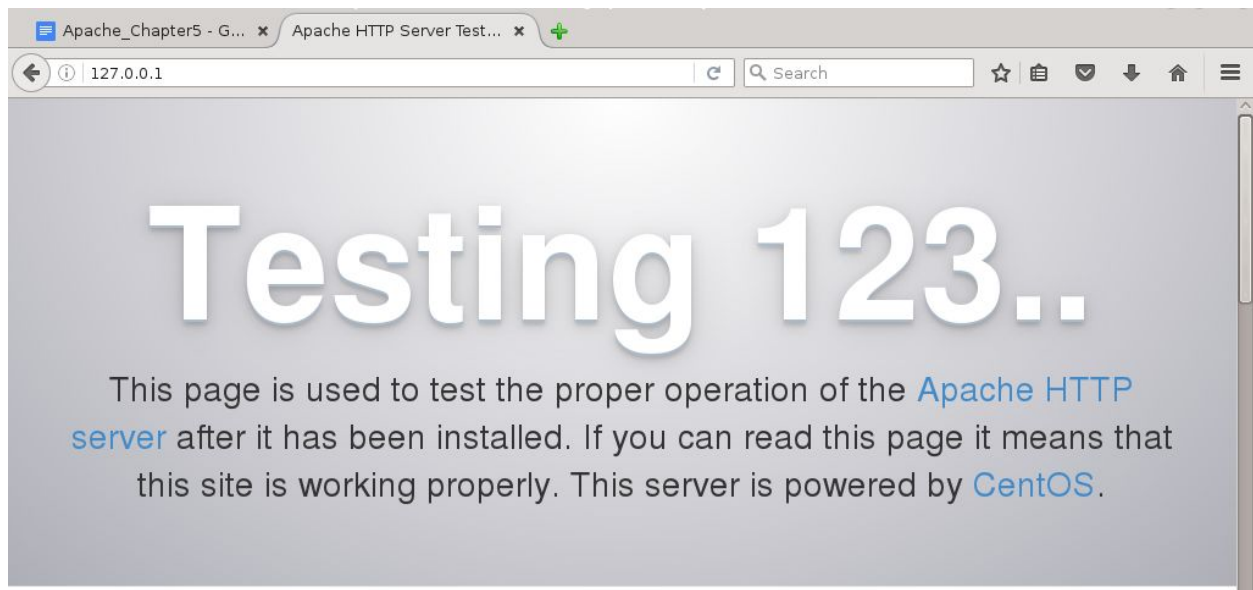 Apache_Chapter5 - G...
Apache HTTP Server Test...
127.0.0.1
Search
Testing 123..
This page is used to test the proper operation of the Apache HTTP
server after it has been installed. If you can read this page it means that
this site is working properly. This server is powered by CentOS.